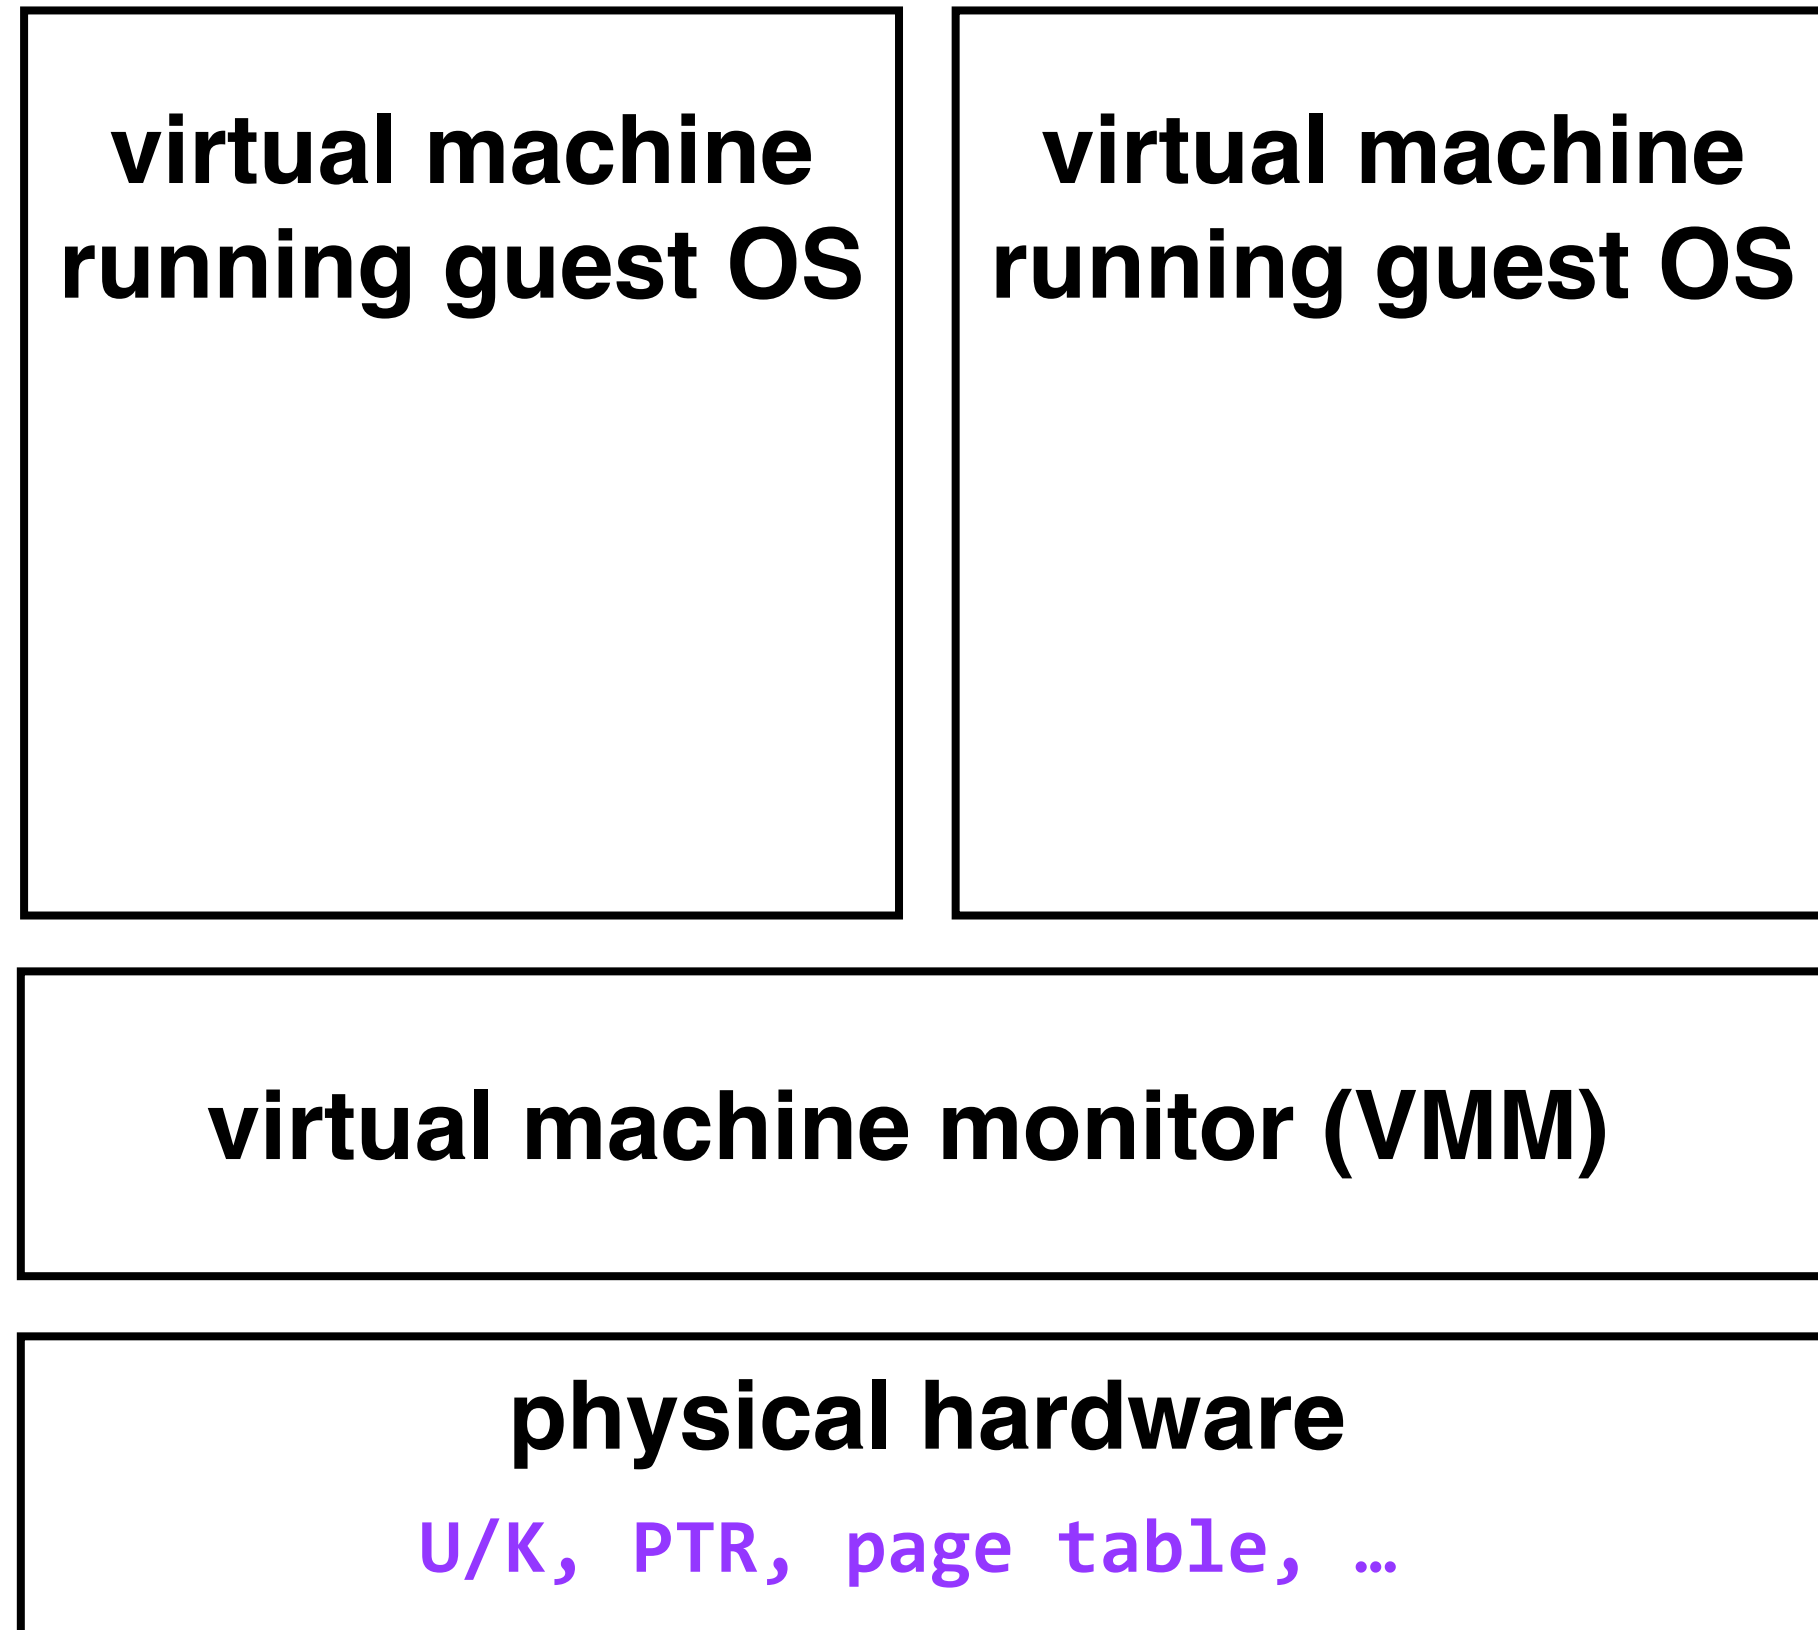 virtual machine
running guest OS
virtual machine
running guest OS
virtual machine monitor (VMM)
physical hardware
U/K, PTR, page table, …